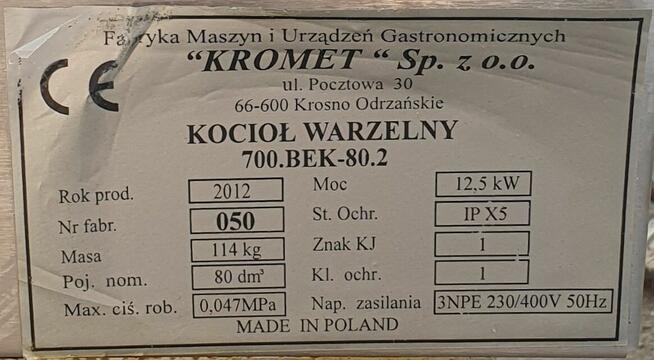 Fabryka Maszyn i Urządzeń Gastronomicznych
"KROMET " Sp. z o.o.
CE
ul. Pocztowa 30
66-600 Krosno Odrzańskie
KOCIOŁ WARZELNY
700.BEK-80.2
Rok prod. 2012 Moc 12,5 kW
Nr fabr. 050 St. Ochr. IP X5
Masa 114 kg Znak KJ 1
Poj. nom. 80 dm³ Kl. ochr. 1
Max. ciś. rob. 0,047MPa Nap. zasilania 3NPE 230/400V 50Hz
MADE IN POLAND